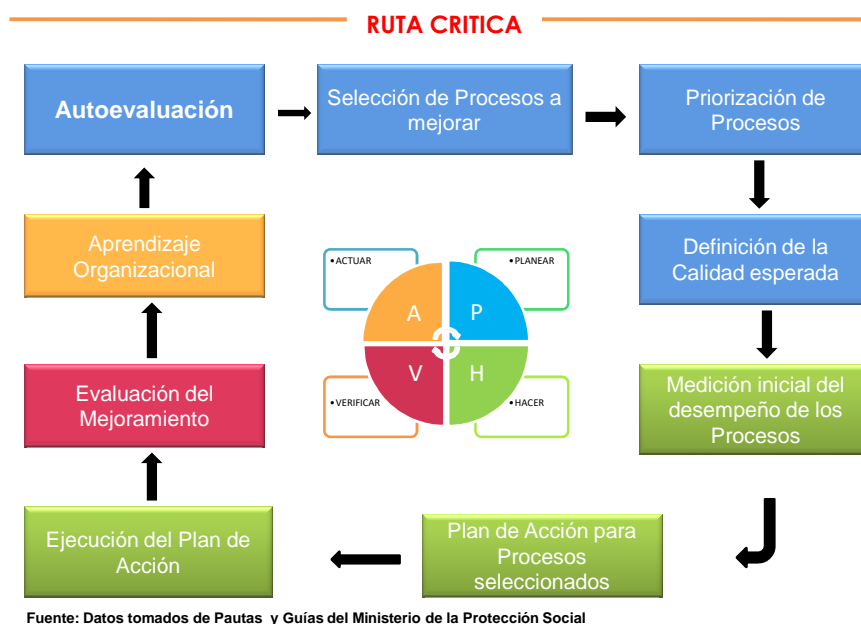 RUTA CRITICA
Autoevaluación
Selección de Procesos a
mejorar
Priorización de
Procesos
Aprendizaje
Organizacional
•ACTUAR
•PLANEAR
A
P
Definición de la
Calidad esperada
Evaluación del
Mejoramiento
V
H
•VERIFICAR
•HACER
Medición inicial del
desempeño de los
Procesos
Ejecución del Plan de
Acción
Plan de Acción para
Procesos
seleccionados
Fuente: Datos tomados de Pautas y Guías del Ministerio de la Protección Social